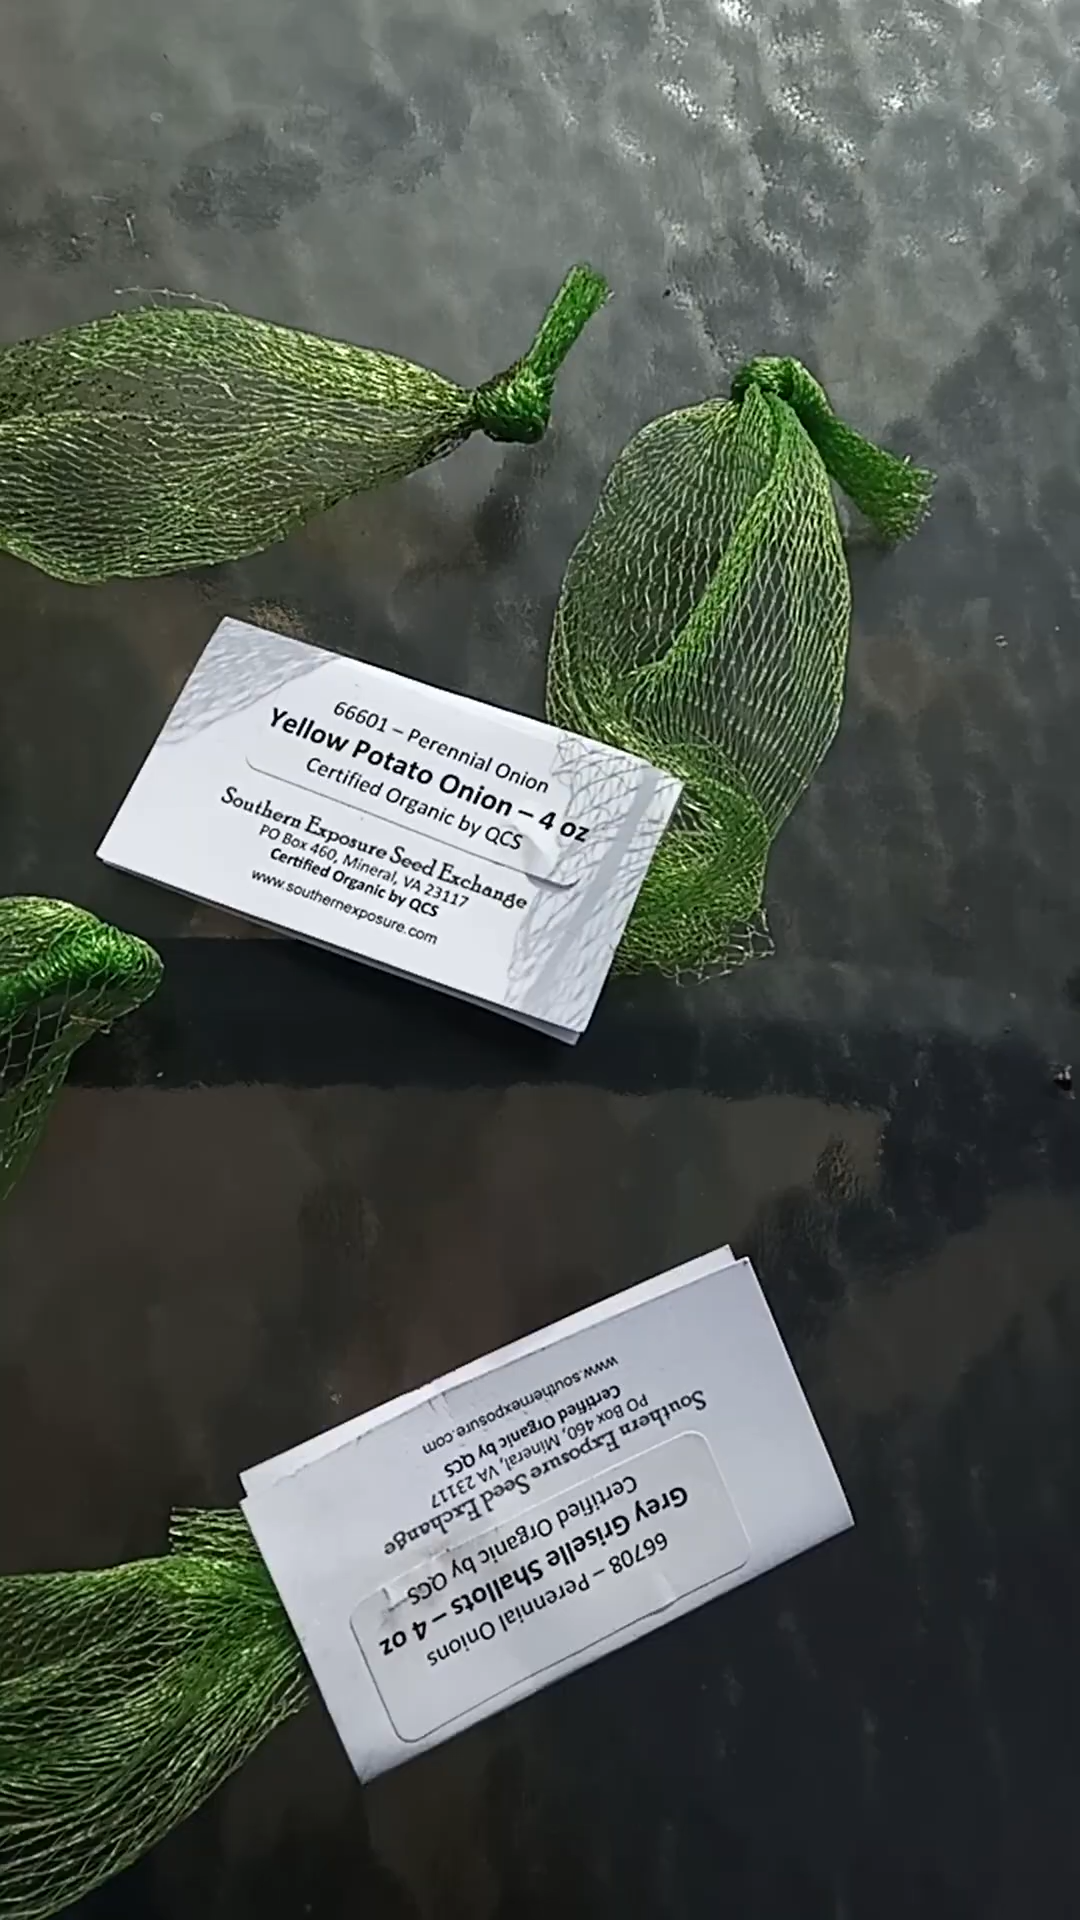 66601 – Perennial Onion
Yellow Potato Onion – 4 oz
Certified Organic by QCS
Southern Exposure Seed Exchange
PO Box 460, Mineral, VA 23117
Certified Organic by QCS
www.southernexposure.com
66708 – Perennial Onions
Grey Griselle Shallots – 4 oz
Certified Organic by QCS
Southern Exposure Seed Exchange
PO Box 460, Mineral, VA 23117
Certified Organic by QCS
www.southernexposure.com